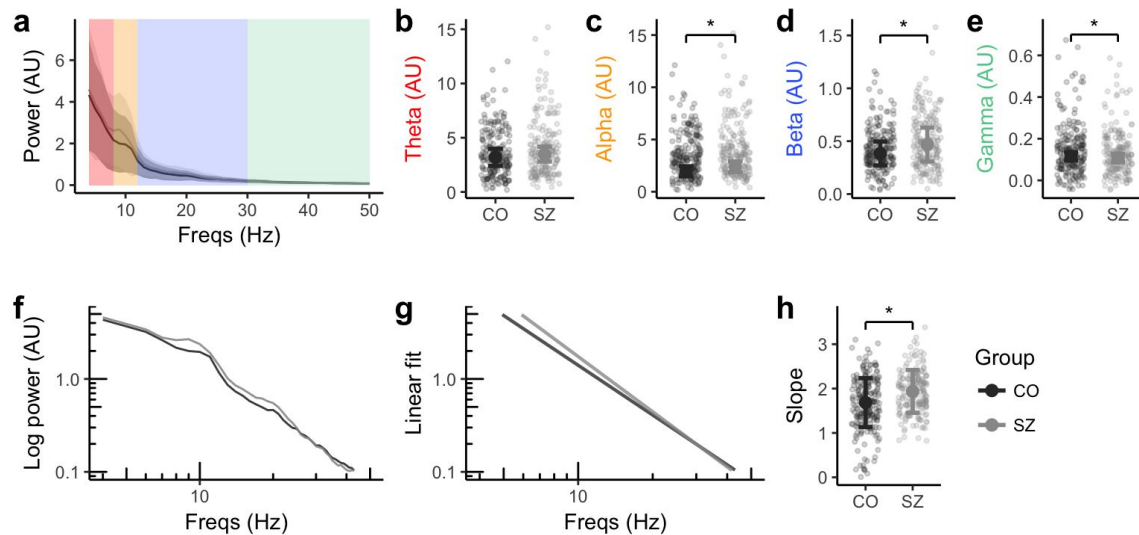 a
Power (AU)
6
4
2
0
10
20
30
40
50
Freqs (Hz)
b
Theta (AU)
15
10
5
0
CO
SZ
c
*
Alpha (AU)
15
10
5
0
CO
SZ
d
*
Beta (AU)
1.5
1.0
0.5
0.0
CO
SZ
e
*
Gamma (AU)
0.6
0.4
0.2
0.0
CO
SZ
f
Log power (AU)
1.0
0.1
10
Freqs (Hz)
g
Linear fit
1.0
0.1
10
Freqs (Hz)
h
*
Slope
3
2
1
0
CO
SZ
Group
CO
SZ